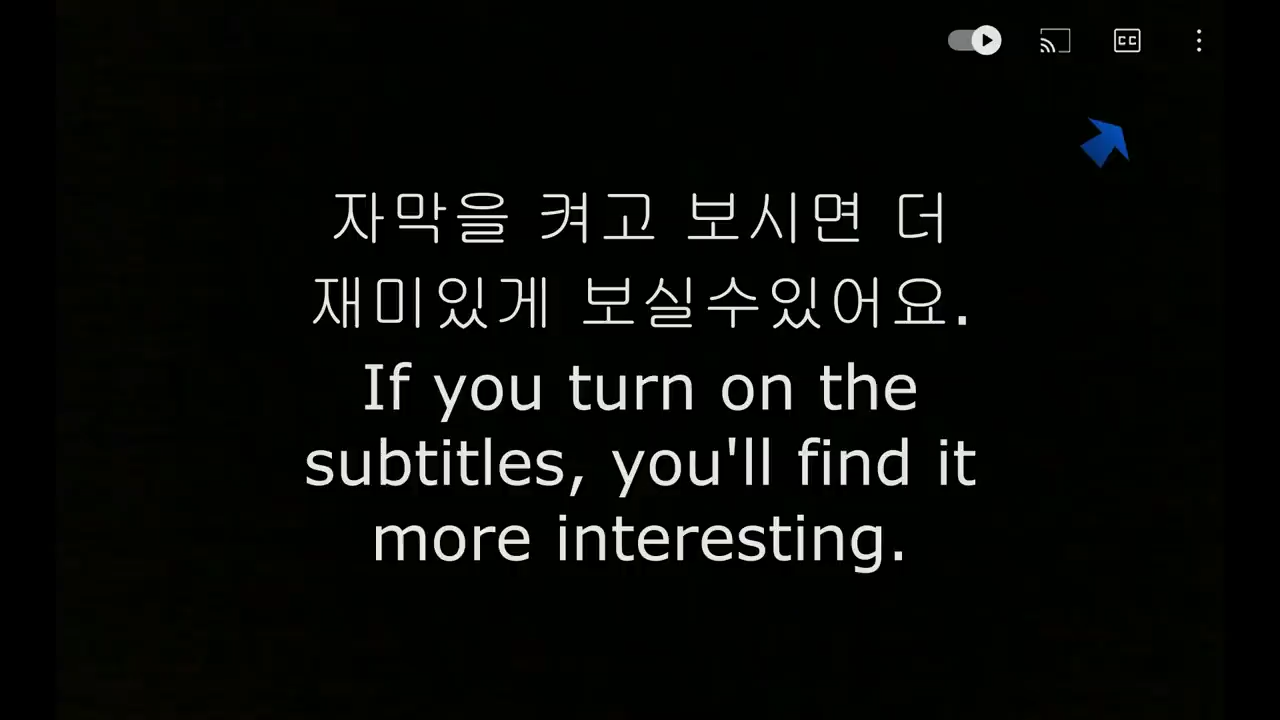 CC
자막을 켜고 보시면 더
재미있게 보실수있어요.
If you turn on the
subtitles, you'll find it
more interesting.